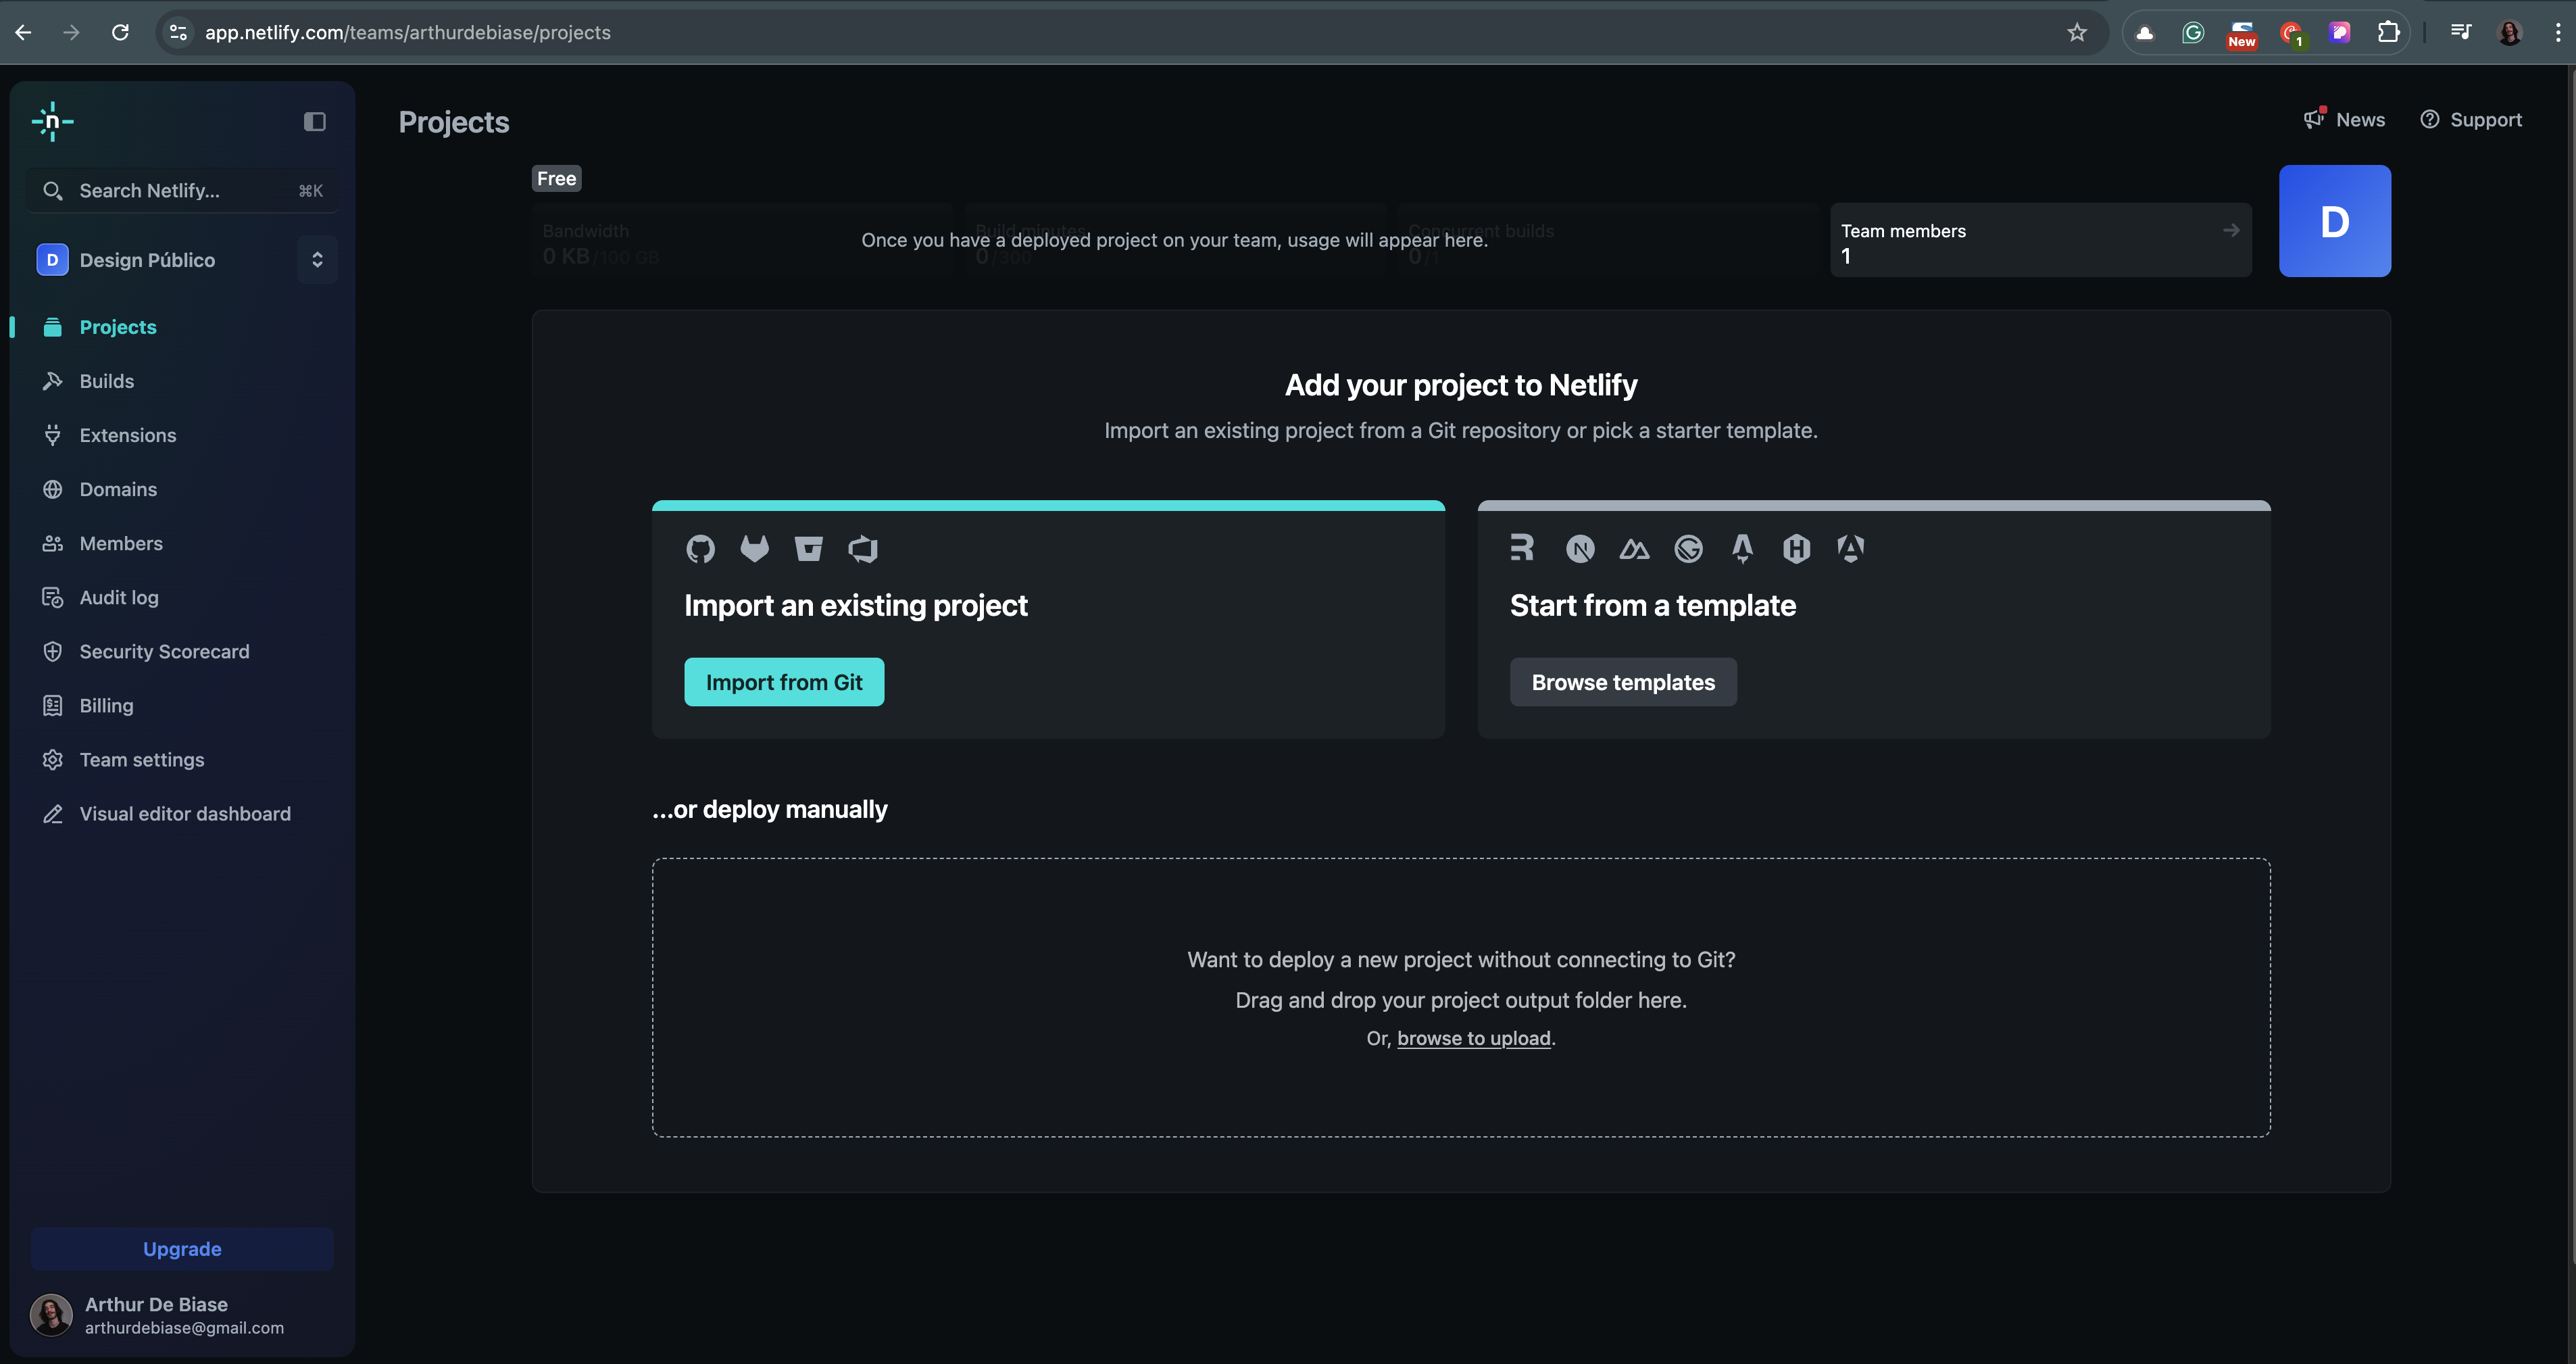 app.netlify.com/teams/arthurdebiase/projects
New
1
Projects
News
Support
Search Netlify...
⌘K
D
Design Público
Free
Bandwidth
0 KB/100 GB
Build minutes
0/300
Concurrent builds
0/1
Once you have a deployed project on your team, usage will appear here.
Team members
1
D
Projects
Builds
Extensions
Domains
Members
Audit log
Security Scorecard
Billing
Team settings
Visual editor dashboard
Add your project to Netlify
Import an existing project from a Git repository or pick a starter template.
Import an existing project
Import from Git
Start from a template
Browse templates
...or deploy manually
Want to deploy a new project without connecting to Git?
Drag and drop your project output folder here.
Or, browse to upload.
Upgrade
Arthur De Biase
arthurdebiase@gmail.com